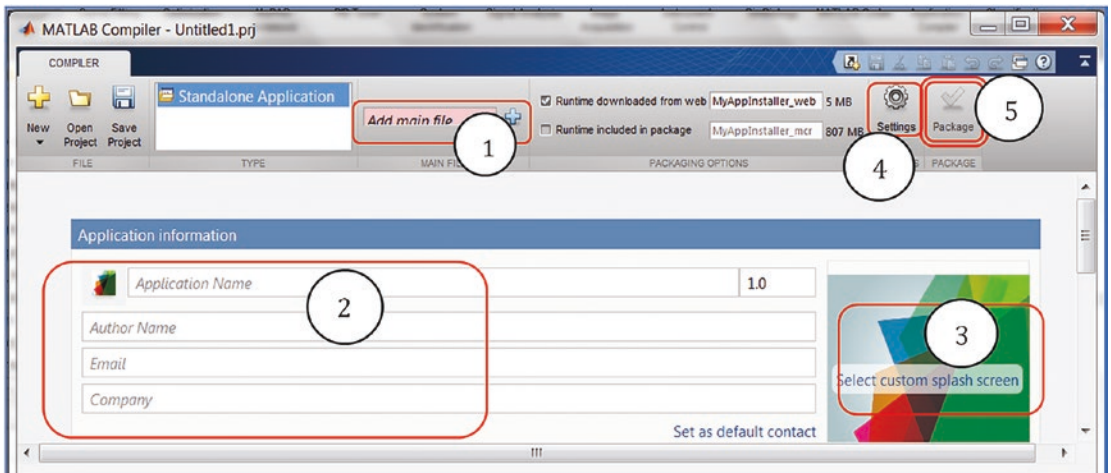 MATLAB Compiler - Untitled1.prj
COMPILER
New
Open Project
Save Project
FILE
Standalone Application
TYPE
Add main file
1
MAIN
Runtime downloaded from web MyAppInstaller_web 5 MB
Runtime included in package MyAppInstaller_mcr 807 MB
PACKAGING OPTIONS
Settings
4
Package
PACKAGE
5
Application information
Application Name
1.0
2
Author Name
Email
Company
3
Select custom splash screen
Set as default contact